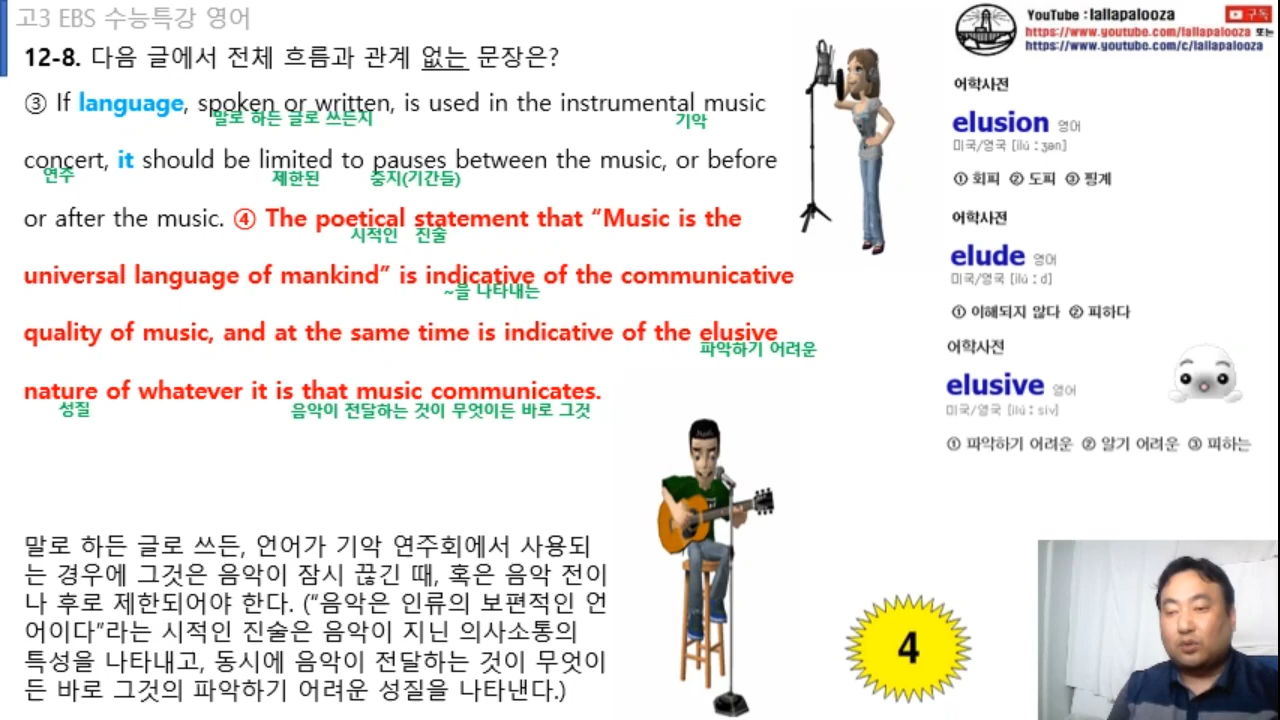 고3 EBS 수능특강 영어
12-8. 다음 글에서 전체 흐름과 관계 없는 문장은?
③ If language, spoken or written, is used in the instrumental music
말로 하든 글로 쓰든지 기악
concert, it should be limited to pauses between the music, or before
연주 제한된 중지(기간들)
or after the music. ④ The poetical statement that “Music is the
시적인 진술
universal language of mankind” is indicative of the communicative
~을 나타내는
quality of music, and at the same time is indicative of the elusive
파악하기 어려운
nature of whatever it is that music communicates.
성질 음악이 전달하는 것이 무엇이든 바로 그것
말로 하든 글로 쓰든, 언어가 기악 연주회에서 사용되
는 경우에 그것은 음악이 잠시 끊긴 때, 혹은 음악 전이
나 후로 제한되어야 한다. (“음악은 인류의 보편적인 언
어이다”라는 시적인 진술은 음악이 지닌 의사소통의
특성을 나타내고, 동시에 음악이 전달하는 것이 무엇이
든 바로 그것의 파악하기 어려운 성질을 나타낸다.)
4
YouTube : lallapalooza 구독
https://www.youtube.com/lallapalooza 또는
https://www.youtube.com/c/lallapalooza
어학사전
elusion 영어
미국/영국 [ilúːʒən]
① 회피 ② 도피 ③ 핑계
어학사전
elude 영어
미국/영국 [ilúːd]
① 이해되지 않다 ② 피하다
어학사전
elusive 영어
미국/영국 [ilúːsiv]
① 파악하기 어려운 ② 알기 어려운 ③ 피하는